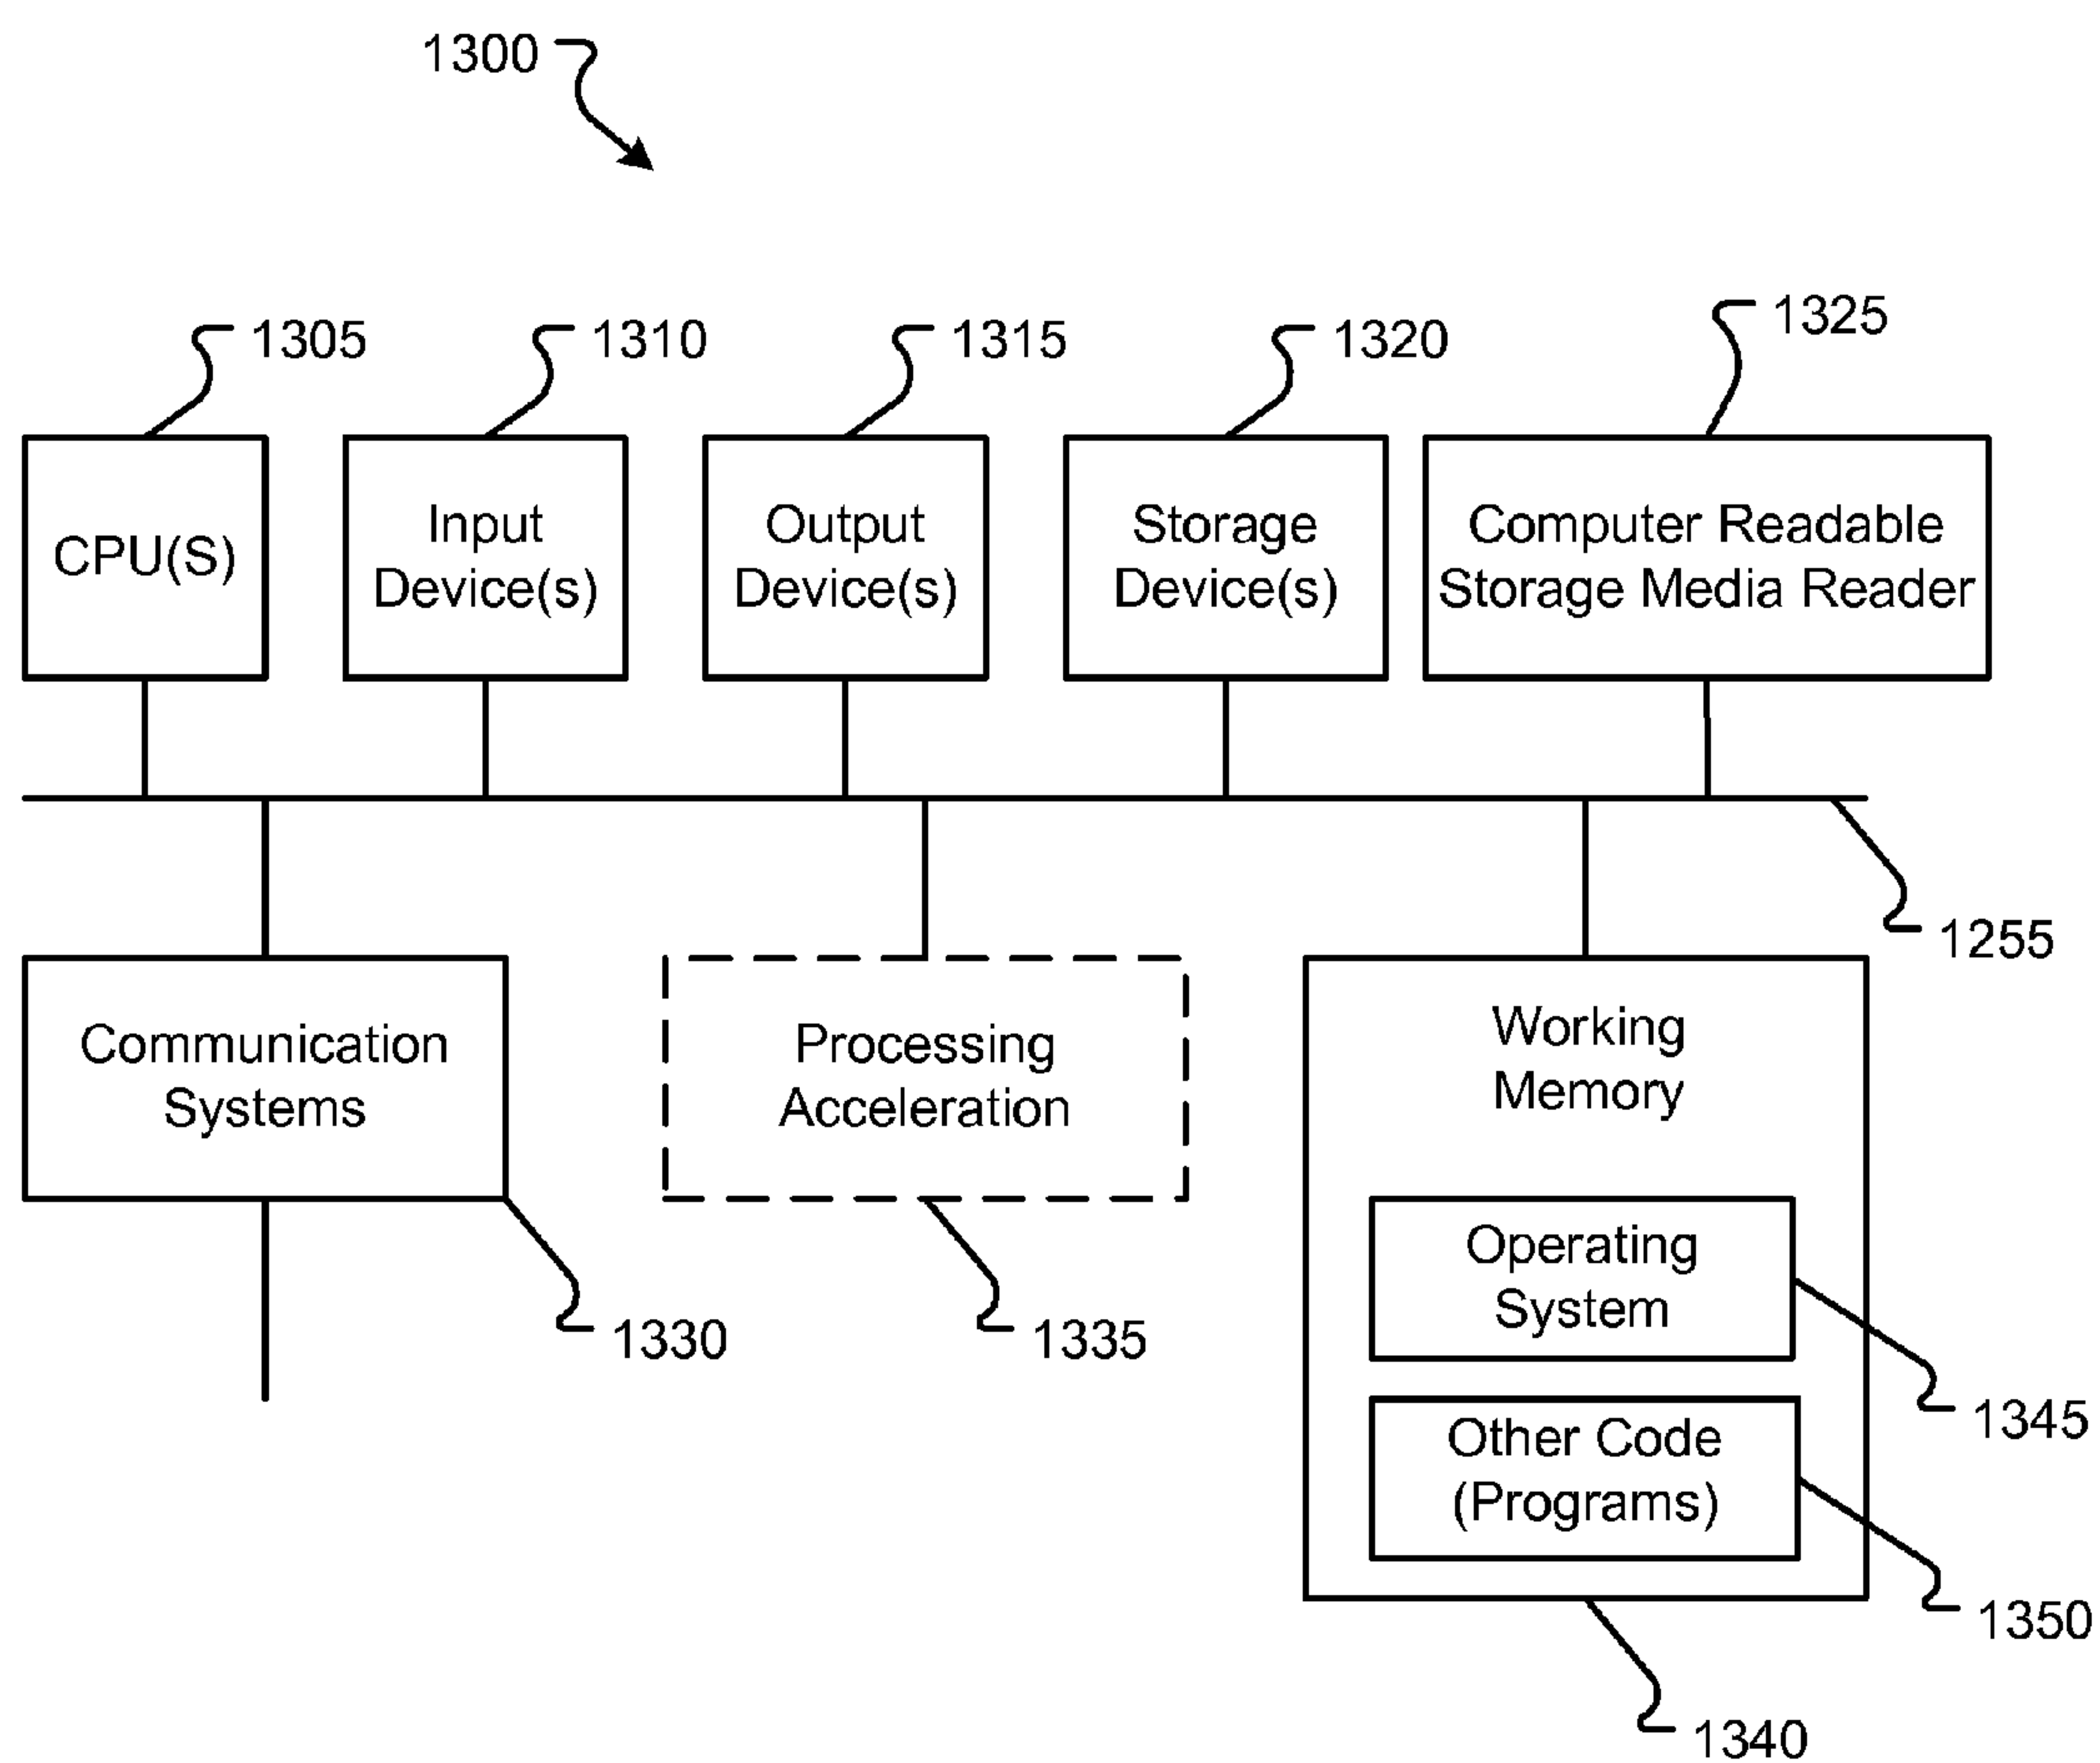 1300
1305
1310
1315
1320
1325
CPU(S)
Input
Device(s)
Output
Device(s)
Storage
Device(s)
Computer Readable
Storage Media Reader
1255
Communication
Systems
Processing
Acceleration
Working
Memory
Operating
System
1330
1335
1345
Other Code
(Programs)
1350
1340